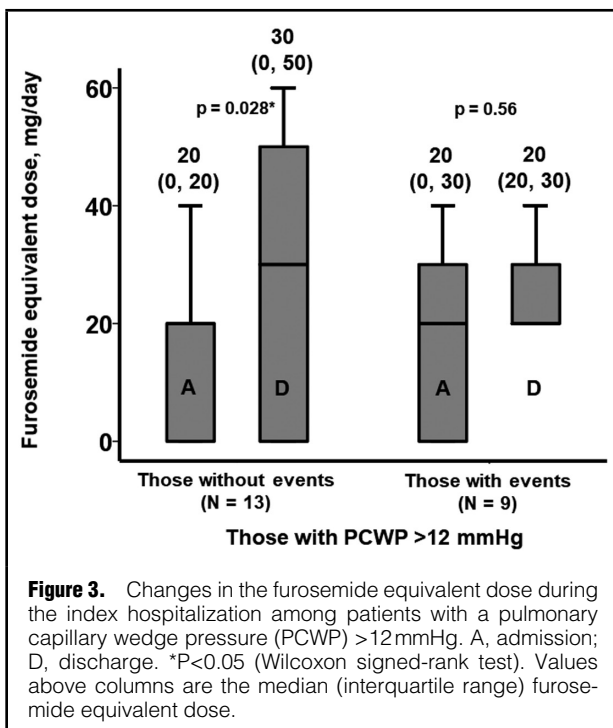 Furosemide equivalent dose, mg/day
60
40
20
0
30
(0, 50)
p = 0.028*
20
(0, 20)
p = 0.56
20
(0, 30)
20
(20, 30)
A
D
A
D
Those without events
(N = 13)
Those with events
(N = 9)
Those with PCWP >12 mmHg
Figure 3. Changes in the furosemide equivalent dose during
the index hospitalization among patients with a pulmonary
capillary wedge pressure (PCWP) >12 mmHg. A, admission;
D, discharge. *P<0.05 (Wilcoxon signed-rank test). Values
above columns are the median (interquartile range) furose-
mide equivalent dose.